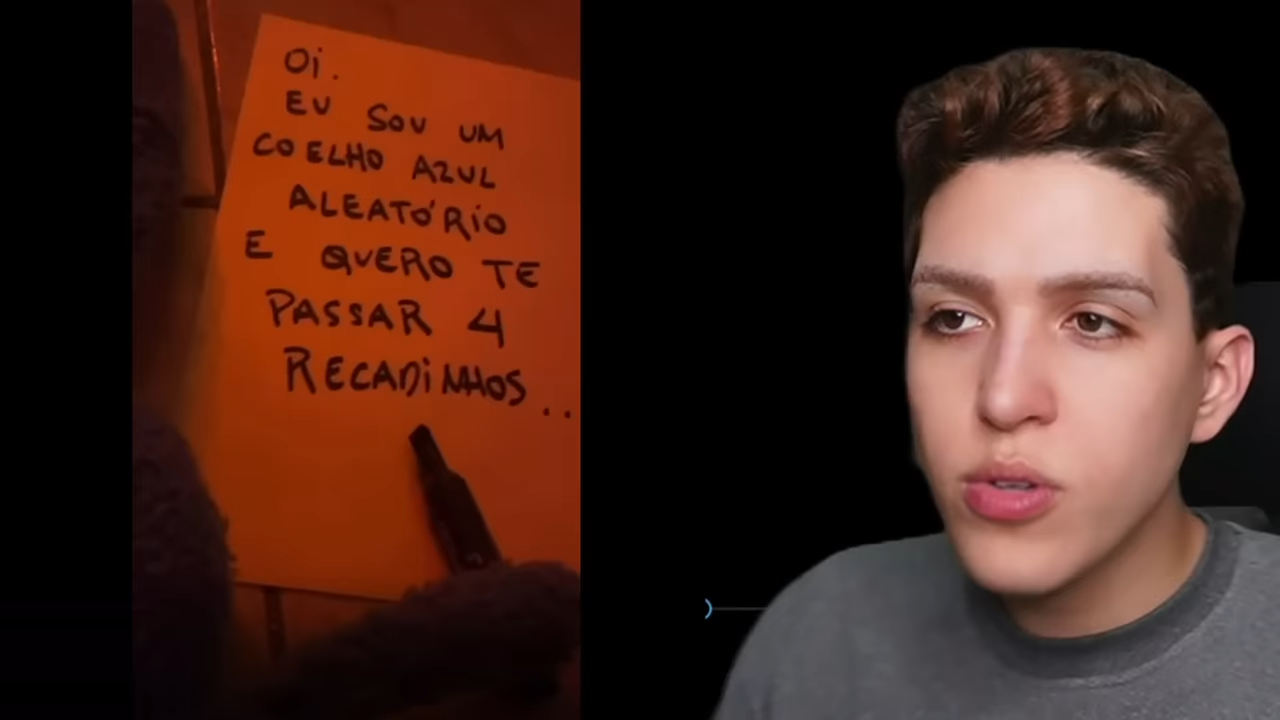 Oi.
EU SOU UM
COELHO AZUL
ALEATÓRIO
E QUERO TE
PASSAR 4
RECADINHOS..